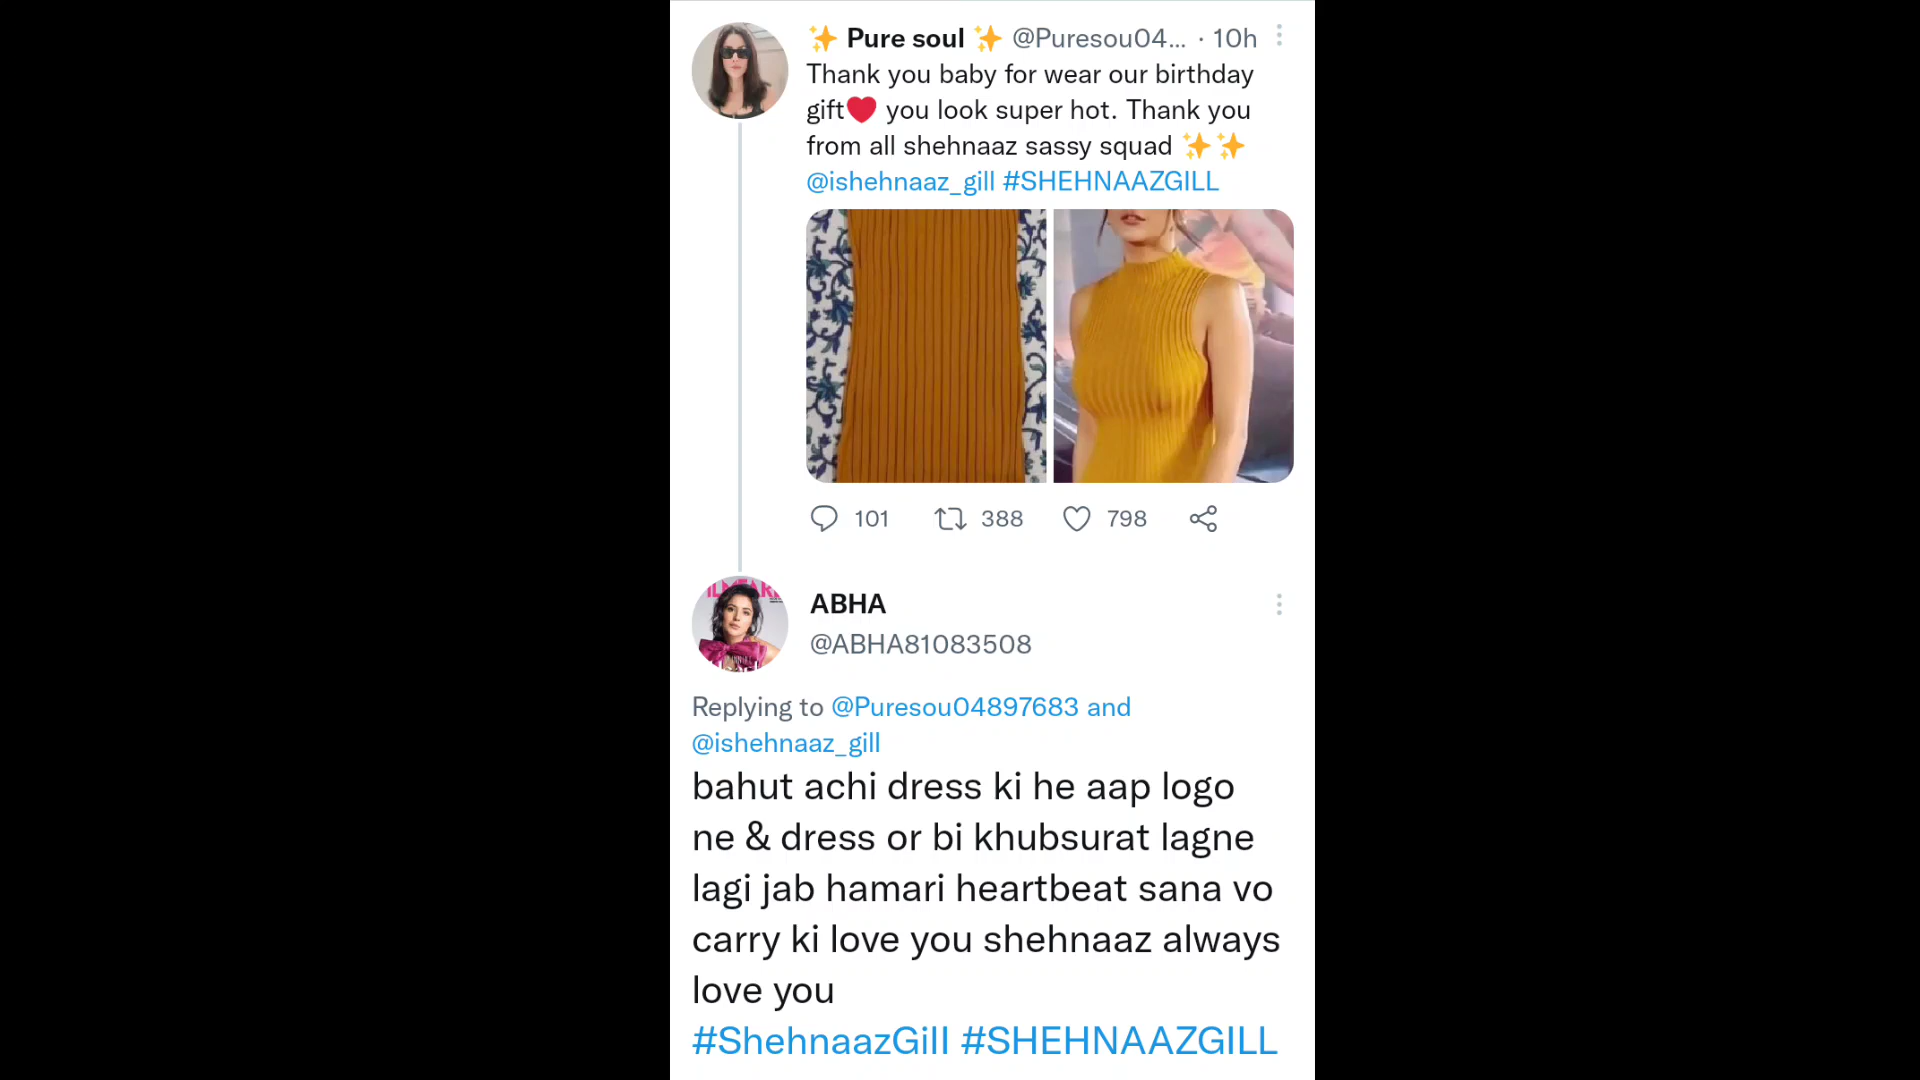 ✨ Pure soul ✨ @Puresou04... · 10h
Thank you baby for wear our birthday
gift❤️ you look super hot. Thank you
from all shehnaaz sassy squad ✨✨
@ishehnaaz_gill #SHEHNAAZGILL
101 388 798
ABHA
@ABHA81083508
Replying to @Puresou04897683 and
@ishehnaaz_gill
bahut achi dress ki he aap logo
ne & dress or bi khubsurat lagne
lagi jab hamari heartbeat sana vo
carry ki love you shehnaaz always
love you
#ShehnaazGill #SHEHNAAZGILL